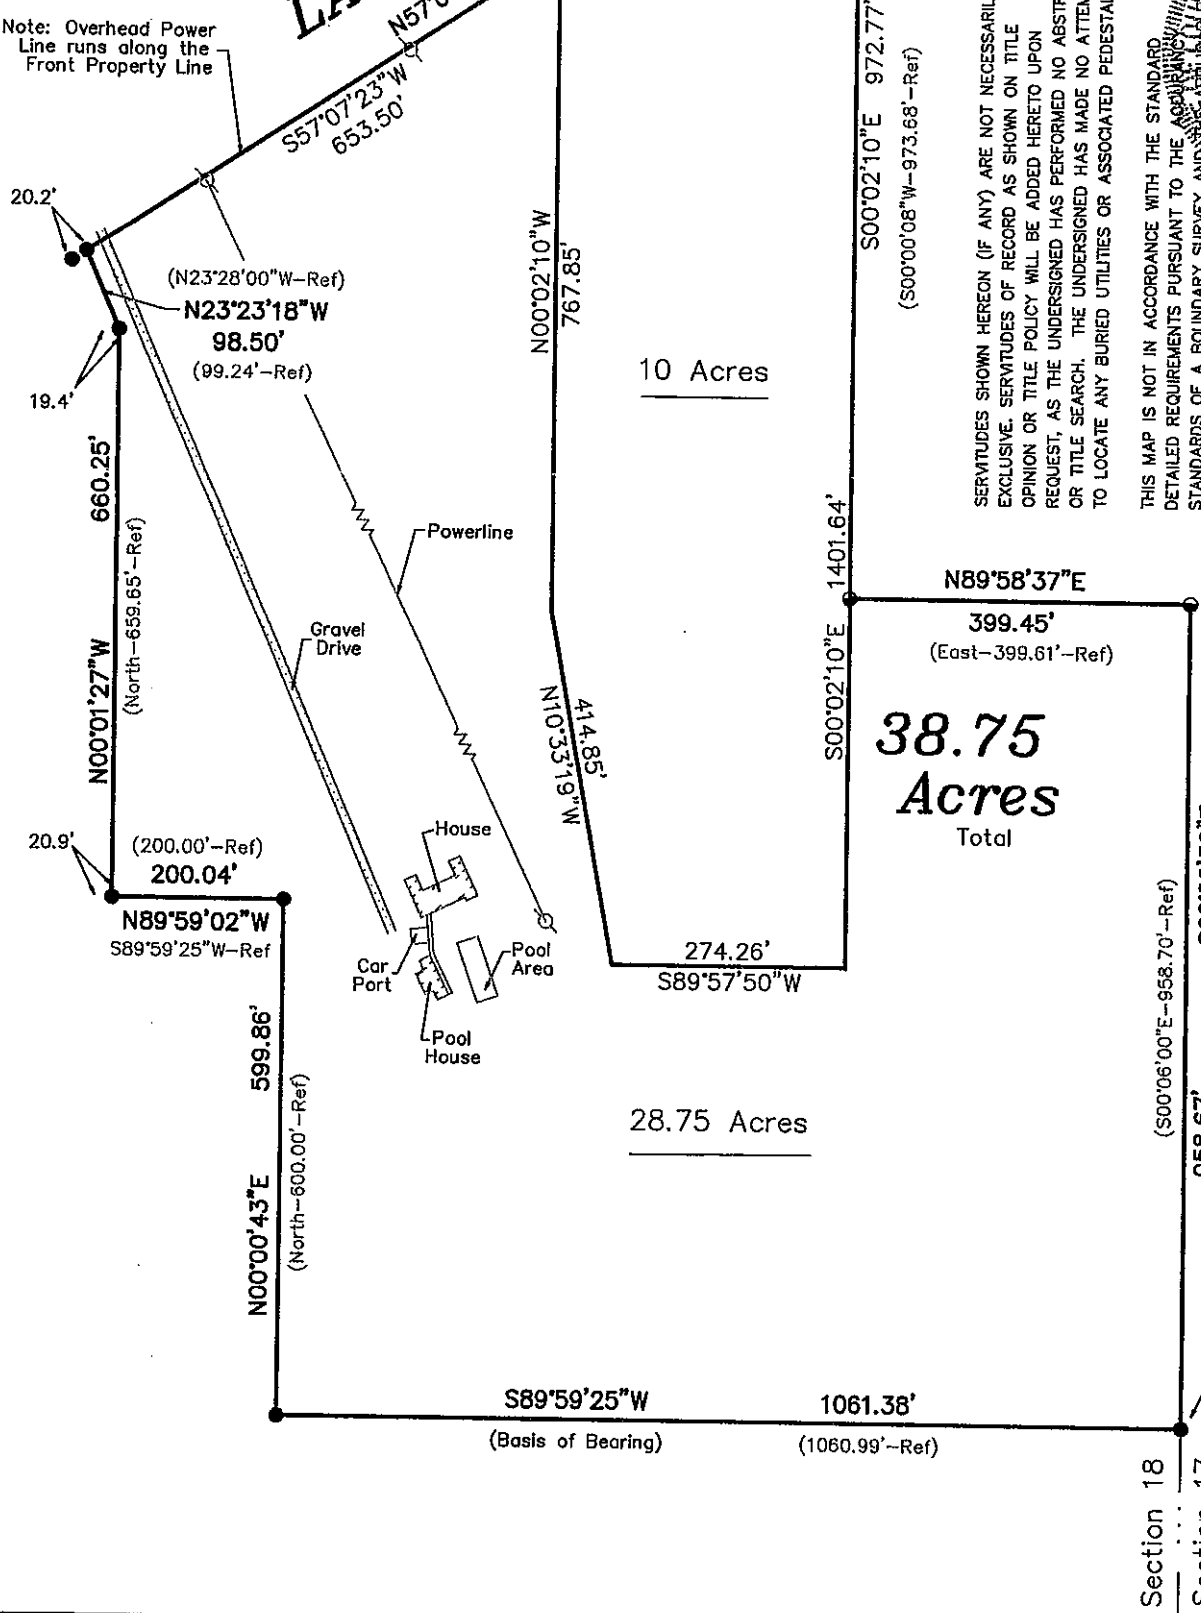 Note: Overhead Power
Line runs along the
Front Property Line
S57°07'23"W
653.50'
20.2'
(N23°28'00"W-Ref)
N23°23'18"W
98.50'
(99.24'-Ref)
19.4'
660.25'
N00°01'27"W
(North-659.65'-Ref)
N00°02'10"W
767.85'
10 Acres
S00°02'10"E 972.77'
(S00°00'08"W-973.68'-Ref)
SERVITUDES SHOWN HEREON (IF ANY) ARE NOT
EXCLUSIVE. SERVITUDES OF RECORD AS SHOWN ON TITLE
OPINION OR TITLE POLICY WILL BE ADDED HERETO UPON
REQUEST, AS THE UNDERSIGNED HAS PERFORMED NO
OR TITLE SEARCH. THE UNDERSIGNED HAS MADE NO
TO LOCATE ANY BURIED UTILITIES OR ASSOCIATED
THIS MAP IS NOT IN ACCORDANCE WITH THE STANDARD
DETAILED REQUIREMENTS PURSUANT TO THE
STANDARDS OF A BOUNDARY SURVEY AND
Powerline
Gravel
Drive
1401.64'
S00°02'10"E
N89°58'37"E
399.45'
(East-399.61'-Ref)
38.75
Acres
Total
414.85'
N10°33'19"W
20.9'
(200.00'-Ref)
200.04'
N89°59'02"W
S89°59'25"W-Ref
House
Car
Port
Pool
Area
Pool
House
274.26'
S89°57'50"W
599.86'
N00°00'43"E
(North-600.00'-Ref)
28.75 Acres
(S00°06'00"E-958.70'-Ref)
958.67'
S89°59'25"W
1061.38'
(Basis of Bearing)
(1060.99'-Ref)
Section 18
Section 17